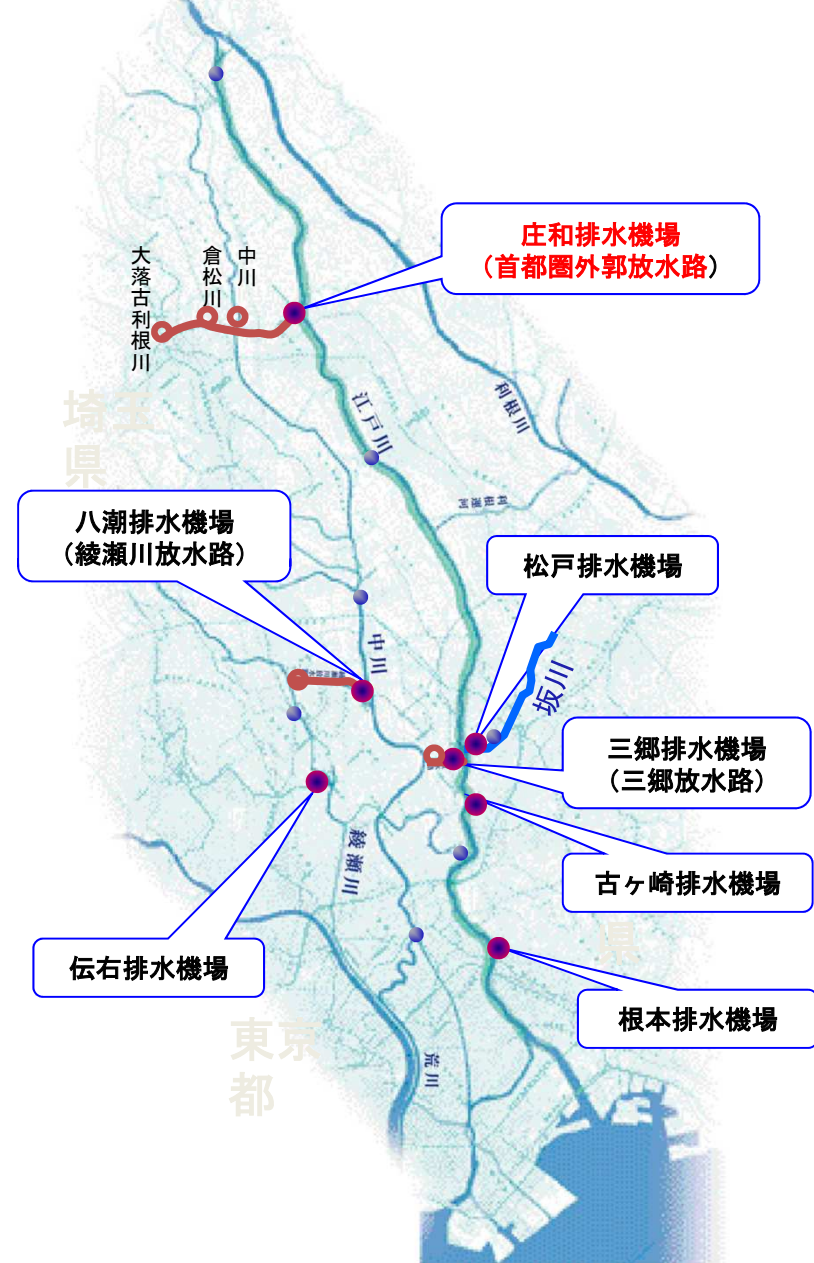 庄和排水機場
（首都圏外郭放水路）
中川
倉松川
大落古利根川
利根川
江戸川
埼玉
県
利根運河
八潮排水機場
（綾瀬川放水路）
松戸排水機場
中川
坂川
三郷排水機場
（三郷放水路）
綾瀬川
古ヶ崎排水機場
県
伝右排水機場
根本排水機場
東京
都
荒川